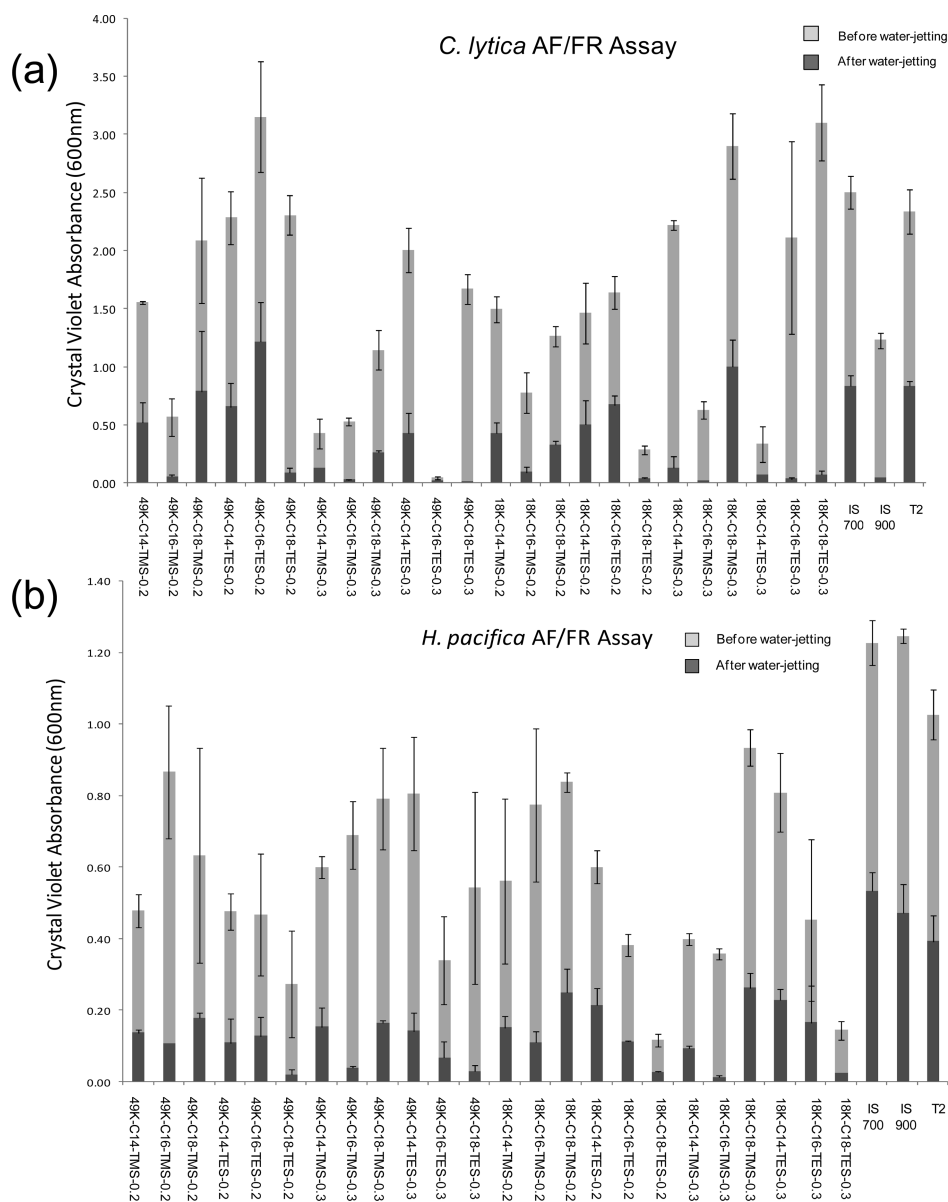 (a)
C. lytica AF/FR Assay
Before water-jetting
After water-jetting
Crystal Violet Absorbance (600nm)
4.00
3.50
3.00
2.50
2.00
1.50
1.00
0.50
0.00
49K-C14-TMS-0.2
49K-C16-TMS-0.2
49K-C18-TMS-0.2
49K-C14-TES-0.2
49K-C16-TES-0.2
49K-C18-TES-0.2
49K-C14-TMS-0.3
49K-C16-TMS-0.3
49K-C18-TMS-0.3
49K-C14-TES-0.3
49K-C16-TES-0.3
49K-C18-TES-0.3
18K-C14-TMS-0.2
18K-C16-TMS-0.2
18K-C18-TMS-0.2
18K-C14-TES-0.2
18K-C16-TES-0.2
18K-C18-TES-0.2
18K-C14-TMS-0.3
18K-C16-TMS-0.3
18K-C18-TMS-0.3
18K-C14-TES-0.3
18K-C16-TES-0.3
18K-C18-TES-0.3
IS
700
IS
900
T2
(b)
H. pacifica AF/FR Assay
Before water-jetting
After water-jetting
Crystal Violet Absorbance (600nm)
1.40
1.20
1.00
0.80
0.60
0.40
0.20
0.00
49K-C14-TMS-0.2
49K-C16-TMS-0.2
49K-C18-TMS-0.2
49K-C14-TES-0.2
49K-C16-TES-0.2
49K-C18-TES-0.2
49K-C14-TMS-0.3
49K-C16-TMS-0.3
49K-C18-TMS-0.3
49K-C14-TES-0.3
49K-C16-TES-0.3
49K-C18-TES-0.3
18K-C14-TMS-0.2
18K-C16-TMS-0.2
18K-C18-TMS-0.2
18K-C14-TES-0.2
18K-C16-TES-0.2
18K-C18-TES-0.2
18K-C14-TMS-0.3
18K-C16-TMS-0.3
18K-C18-TMS-0.3
18K-C14-TES-0.3
18K-C16-TES-0.3
18K-C18-TES-0.3
IS
700
IS
900
T2